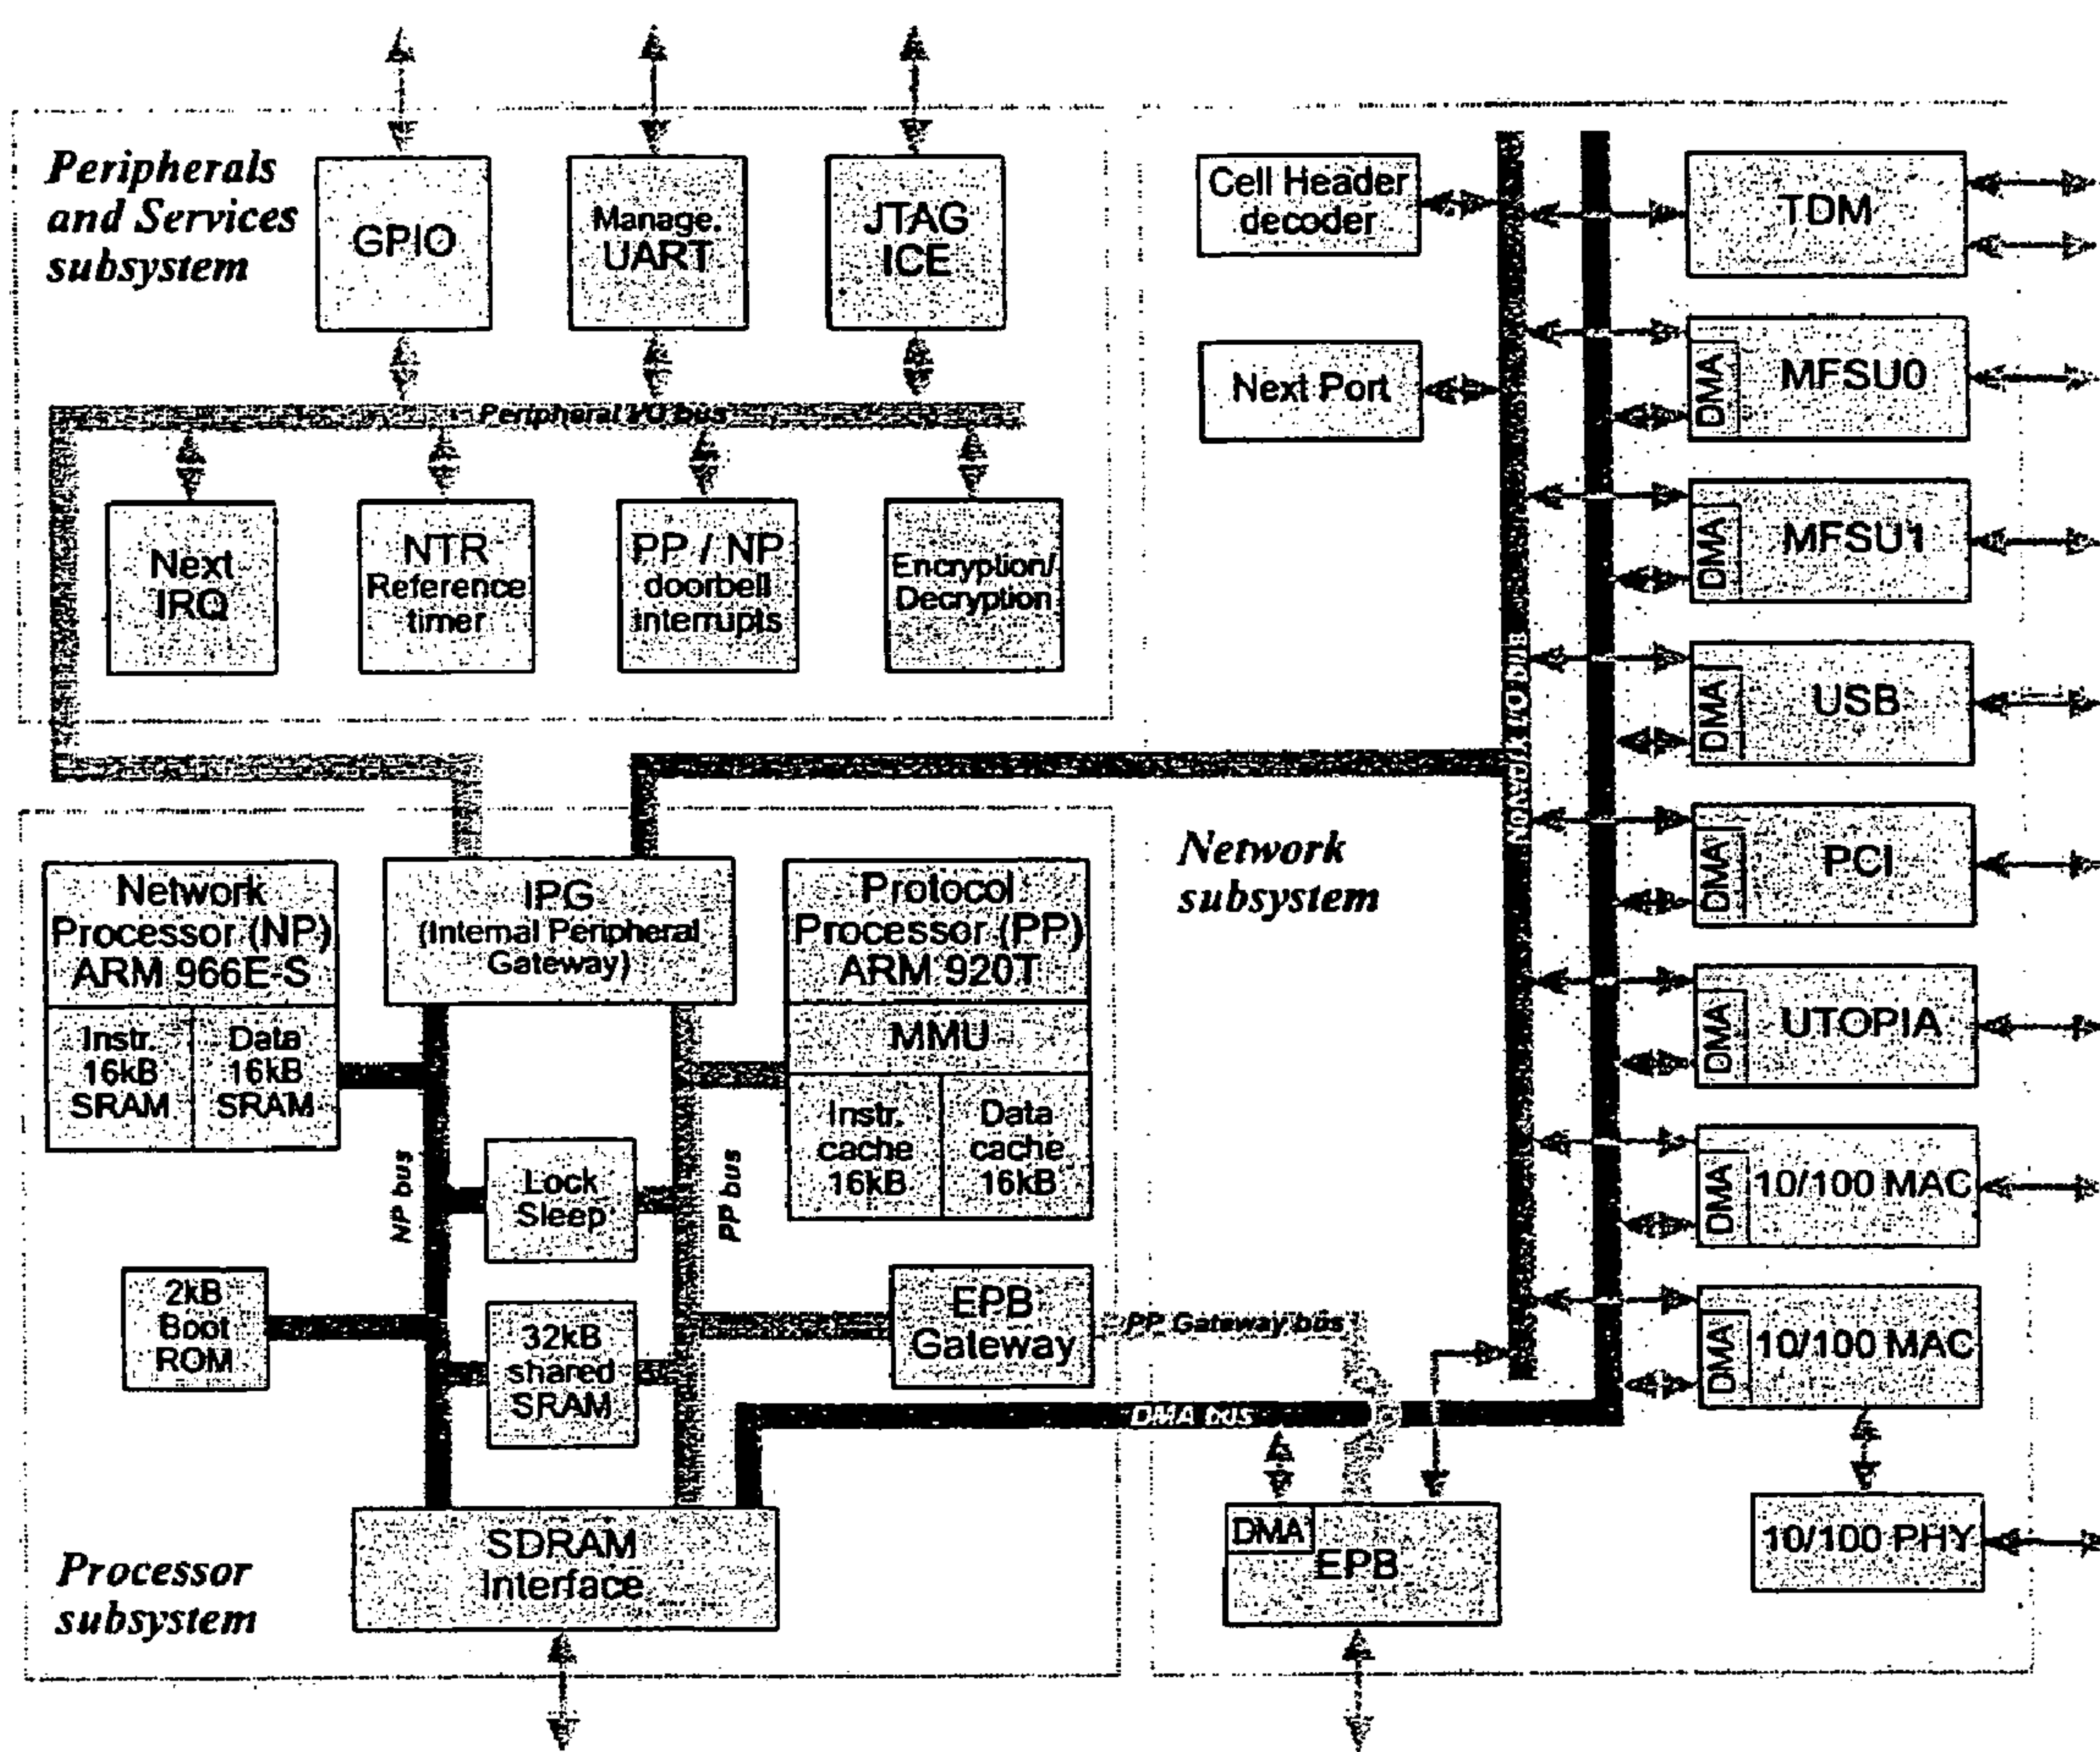 Peripherals
and Services
subsystem
GPIO
Manage.
UART
JTAG
ICE
Peripheral I/O bus
Next
IRQ
NTR
Reference
timer
PP / NP
doorbell
interrupts
Encryption/
Decryption
Cell Header
decoder
Next Port
Network I/O bus
TDM
DMA
MFSU0
DMA
MFSU1
DMA
USB
DMA
PCI
DMA
UTOPIA
DMA
10/100 MAC
DMA
10/100 MAC
10/100 PHY
Network
subsystem
Network
Processor (NP)
ARM 966E-S
Instr.
16kB
SRAM
Data
16kB
SRAM
IPG
(Internal Peripheral
Gateway)
Protocol
Processor (PP)
ARM 920T
MMU
Instr.
cache
16kB
Data
cache
16kB
NP bus
Lock
Sleep
PP bus
2kB
Boot
ROM
32kB
shared
SRAM
EPB
Gateway
PP Gateway bus
DMA bus
SDRAM
Interface
DMA
EPB
Processor
subsystem